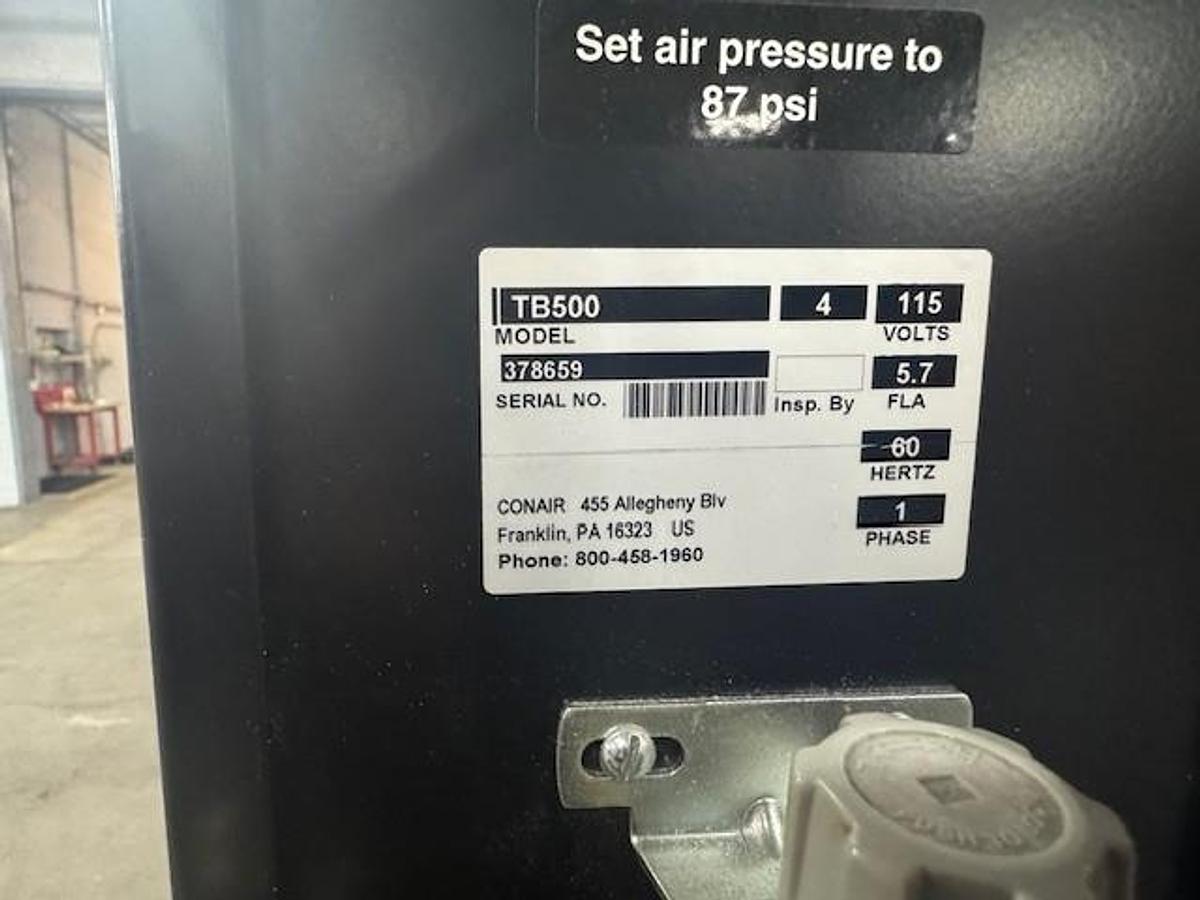 Set air pressure to
87 psi
TB500 4 115
MODEL VOLTS
378659 5.7
SERIAL NO. Insp. By FLA
60
HERTZ
CONAIR 455 Allegheny Blv
Franklin, PA 16323 US
Phone: 800-458-1960
1
PHASE